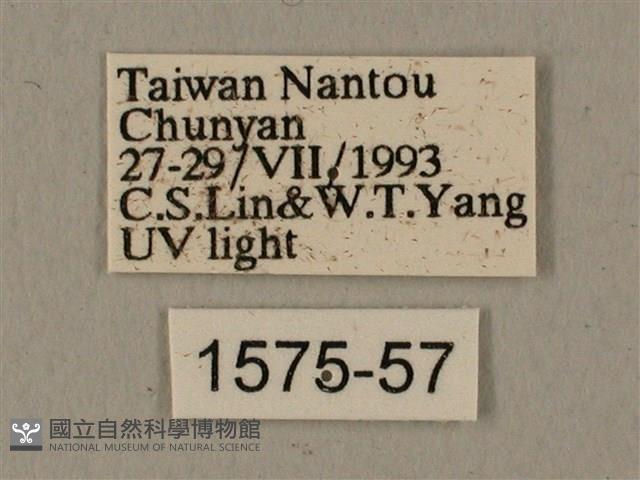 Taiwan Nantou
Chunyan
27-29/VII,/1993
C.S.Lin&W.T.Yang
UV light
1575-57
國立自然科學博物館
NATIONAL MUSEUM OF NATURAL SCIENCE